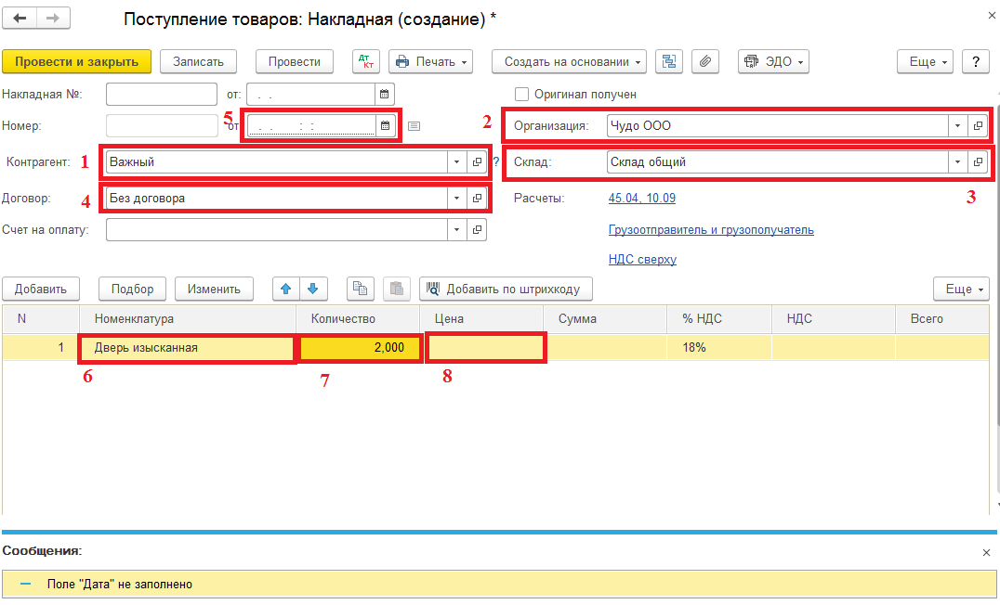 Поступление товаров: Накладная (создание) *
Провести и закрыть Записать Провести Дт Кт Печать Создать на основании ЭДО Еще ?
Накладная №: от: . . Оригинал получен
Номер: 5 от . . : : 2 Организация: Чудо ООО
Контрагент: 1 Важный ? Склад: Склад общий
Договор: 4 Без договора Расчеты: 45.04, 10.09 3
Счет на оплату: Грузоотправитель и грузополучатель
НДС сверху
Добавить Подбор Изменить Добавить по штрихкоду Еще
N Номенклатура Количество Цена Сумма % НДС НДС Всего
1 Дверь изысканная 2,000 18%
6 7 8
Сообщения:
Поле "Дата" не заполнено